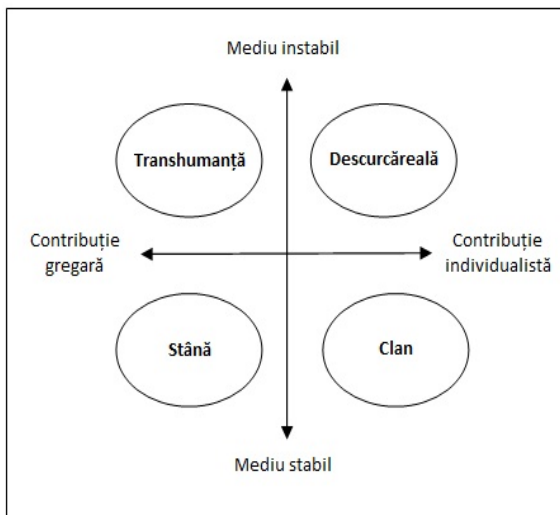 Mediu instabil
Transhumanță
Descurcăreală
Contribuție
gregară
Contribuție
individualistă
Stână
Clan
Mediu stabil